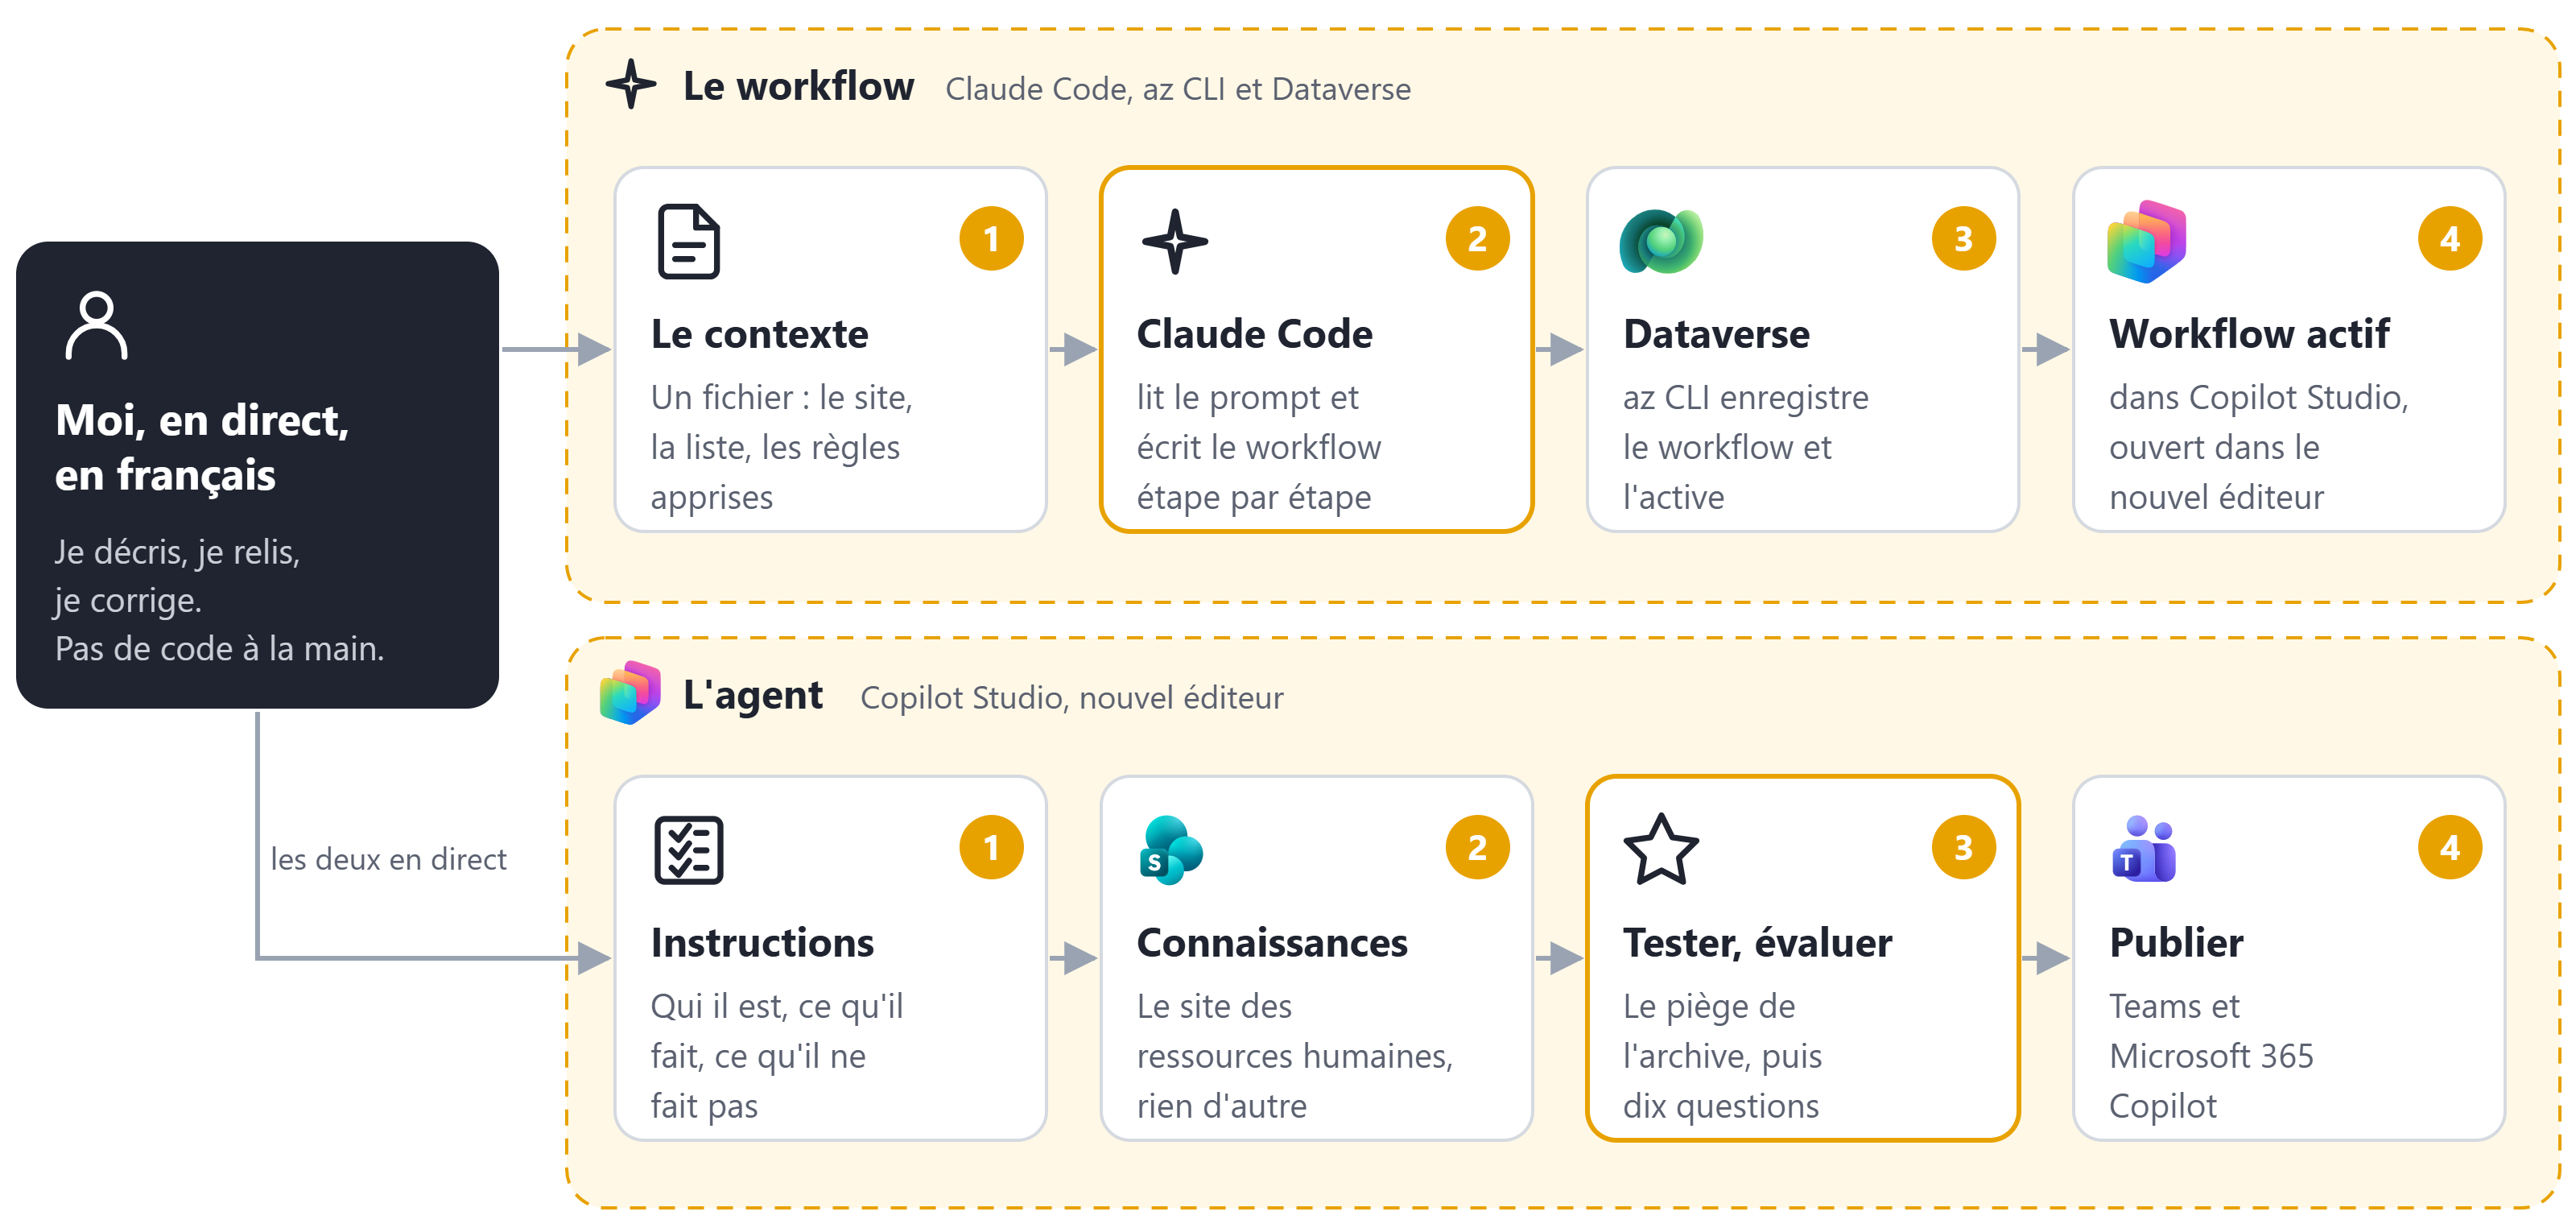 Le workflow Claude Code, az CLI et Dataverse
Moi, en direct,
en français
Je décris, je relis,
je corrige.
Pas de code à la main.
1
Le contexte
Un fichier : le site,
la liste, les règles
apprises
2
Claude Code
lit le prompt et
écrit le workflow
étape par étape
3
Dataverse
az CLI enregistre
le workflow et
l'active
4
Workflow actif
dans Copilot Studio,
ouvert dans le
nouvel éditeur
les deux en direct
L'agent Copilot Studio, nouvel éditeur
1
Instructions
Qui il est, ce qu'il
fait, ce qu'il ne
fait pas
S
2
Connaissances
Le site des
ressources humaines,
rien d'autre
3
Tester, évaluer
Le piège de
l'archive, puis
dix questions
T
4
Publier
Teams et
Microsoft 365
Copilot